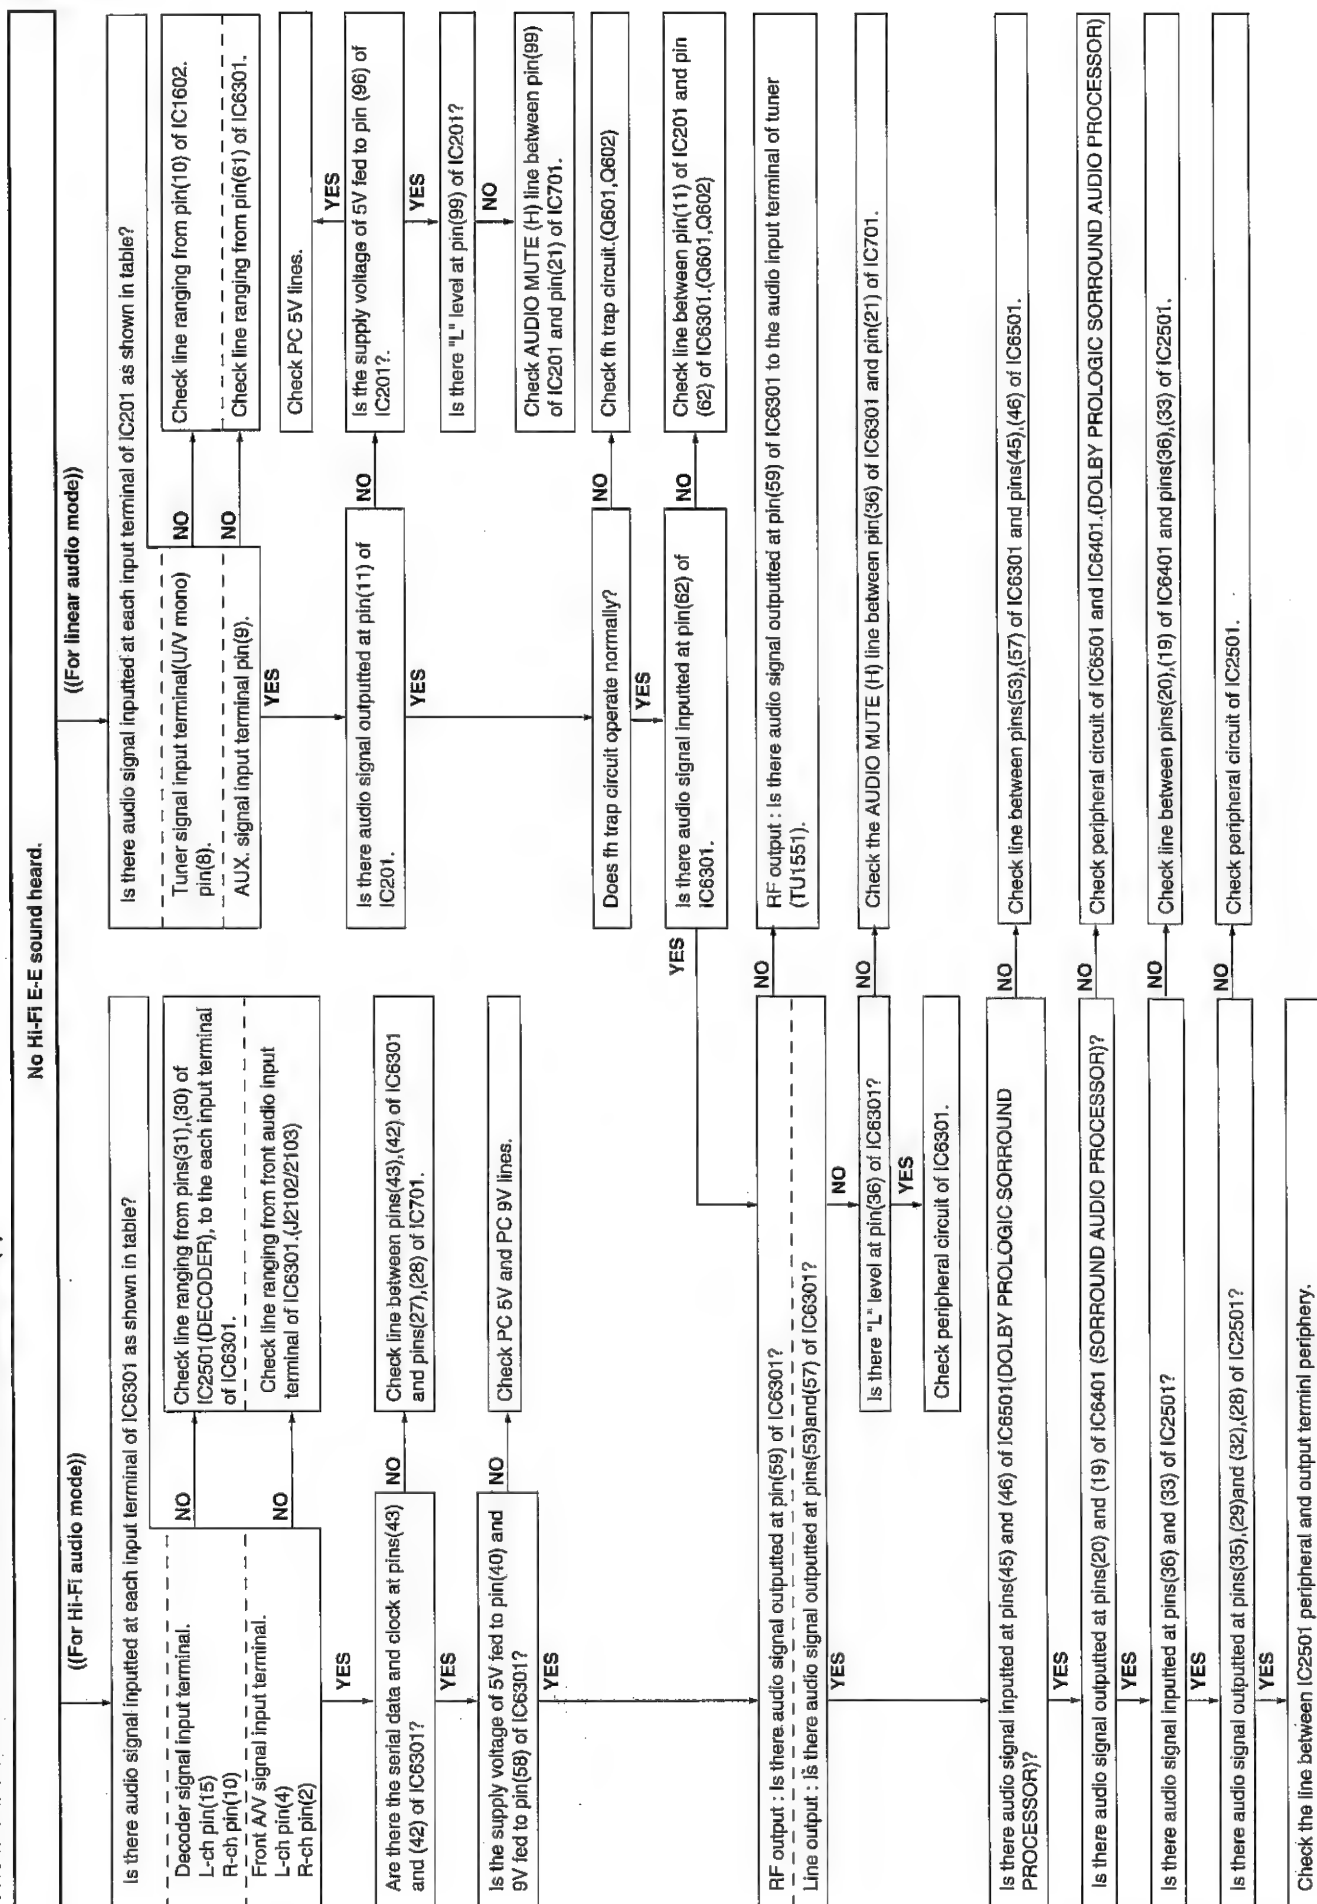 No Hi-Fi E-E sound heard.
((For Hi-Fi audio mode))
Is there audio signal inputted at each input terminal of IC6301 as shown in table?
Decoder signal input terminal.
L-ch pin(15)
R-ch pin(10)
Front A/V signal input terminal.
L-ch pin(4)
R-ch pin(2)
NO
NO
Check line ranging from pins(31),(30) of
IC2501(DECODER), to the each input terminal
of IC6301.
Check line ranging from front audio input
terminal of IC6301.(J2102/2103)
YES
Are there the serial data and clock at pins(43)
and (42) of IC6301?
NO
Check line between pins(43),(42) of IC6301
and pins(27),(28) of IC701.
YES
Is the supply voltage of 5V fed to pin(40) and
9V fed to pin(58) of IC6301?
NO
Check PC 5V and PC 9V lines.
YES
((For linear audio mode))
Is there audio signal inputted at each input terminal of IC201 as shown in table?
Tuner signal input terminal(U/V mono)
pin(8).
AUX. signal input terminal pin(9).
NO
NO
Check line ranging from pin(10) of IC1602.
Check line ranging from pin(61) of IC6301.
YES
Check PC 5V lines.
YES
Is there audio signal outputted at pin(11) of
IC201.
NO
Is the supply voltage of 5V fed to pin (96) of
IC201?.
YES
Is there "L" level at pin(99) of IC201?
NO
Check AUDIO MUTE (H) line between pin(99)
of IC201 and pin(21) of IC701.
YES
Does fh trap circuit operate normally?
NO
Check fh trap circuit.(Q601,Q602)
YES
Is there audio signal inputted at pin(62) of
IC6301.
NO
Check line between pin(11) of IC201 and pin
(62) of IC6301.(Q601,Q602)
YES
RF output : Is there audio signal outputted at pin(59) of IC6301?
Line output : Is there audio signal outputted at pins(53)and(57) of IC6301?
NO
RF output : Is there audio signal outputted at pin(59) of IC6301 to the audio input terminal of tuner
(TU1551).
NO
Is there "L" level at pin(36) of IC6301?
NO
Check the AUDIO MUTE (H) line between pin(36) of IC6301 and pin(21) of IC701.
YES
Check peripheral circuit of IC6301.
YES
Is there audio signal inputted at pins(45) and (46) of IC6501(DOLBY PROLOGIC SORROUND
PROCESSOR)?
NO
Check line between pins(53),(57) of IC6301 and pins(45),(46) of IC6501.
YES
Is there audio signal outputted at pins(20) and (19) of IC6401 (SORROUND AUDIO PROCESSOR)?
NO
Check peripheral circuit of IC6501 and IC6401.(DOLBY PROLOGIC SORROUND AUDIO PROCESSOR)
YES
Is there audio signal inputted at pins(36) and (33) of IC2501?
NO
Check line between pins(20),(19) of IC6401 and pins(36),(33) of IC2501.
YES
Is there audio signal outputted at pins(35),(29)and (32),(28) of IC2501?
NO
Check peripheral circuit of IC2501.
YES
Check the line between IC2501 peripheral and output terminl periphery.